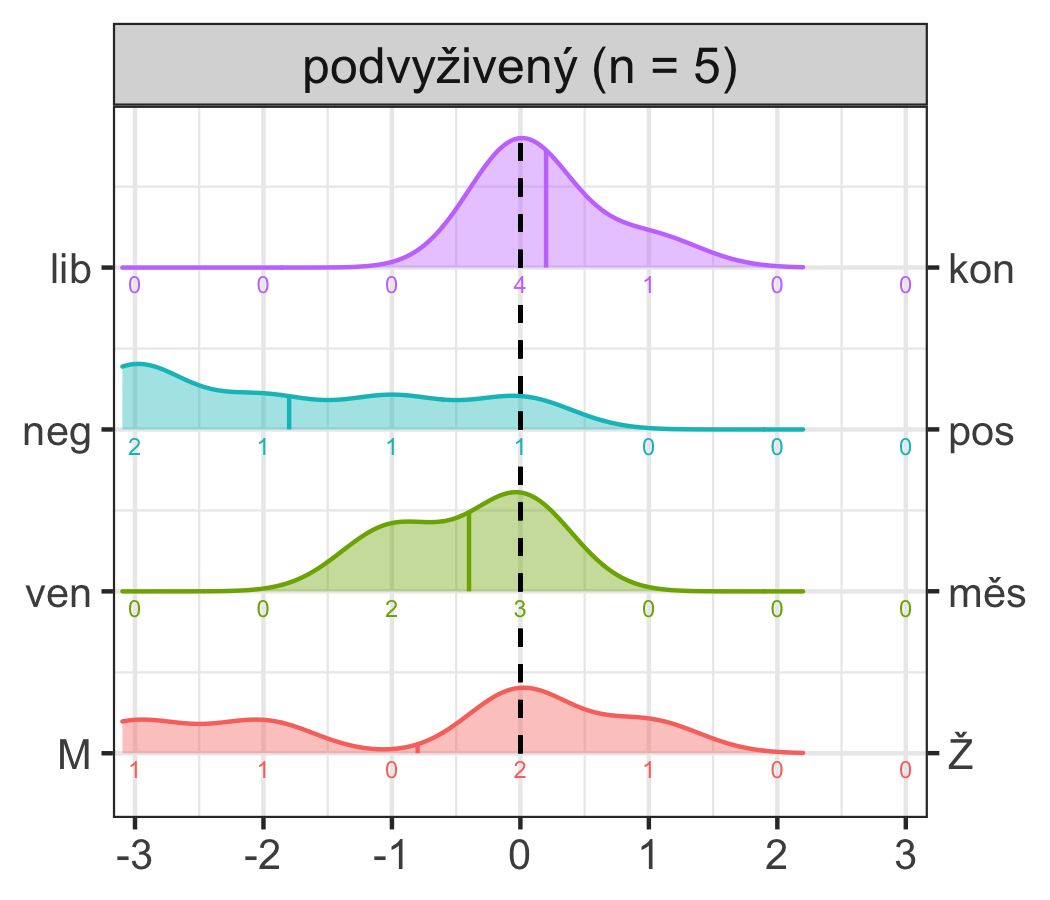 podvyživený (n = 5)
lib kon
0 0 0 4 1 0 0
neg pos
2 1 1 1 0 0 0
ven měs
0 0 2 3 0 0 0
M Ž
1 1 0 2 1 0 0
-3 -2 -1 0 1 2 3